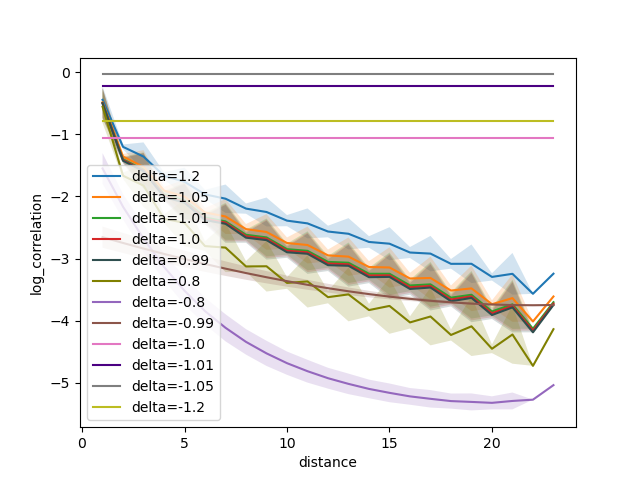 0
−1
−2
−3
−4
−5
log_correlation
delta=1.2
delta=1.05
delta=1.01
delta=1.0
delta=0.99
delta=0.8
delta=-0.8
delta=-0.99
delta=-1.0
delta=-1.01
delta=-1.05
delta=-1.2
0 5 10 15 20
distance